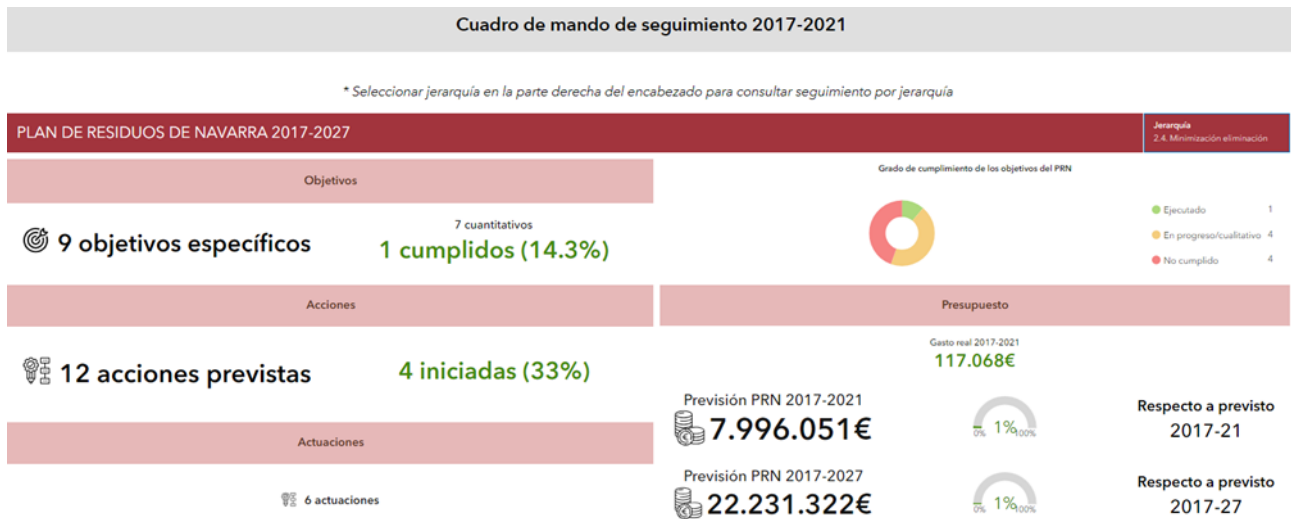 Cuadro de mando de seguimiento 2017-2021
* Seleccionar jerarquía en la parte derecha del encabezado para consultar seguimiento por jerarquía
PLAN DE RESIDUOS DE NAVARRA 2017-2027
Jerarquía
2.4. Minimización eliminación
Objetivos
9 objetivos específicos
7 cuantitativos
1 cumplidos (14.3%)
Grado de cumplimiento de los objetivos del PRN
Ejecutado 1
En progreso/cualitativo 4
No cumplido 4
Acciones
12 acciones previstas
4 iniciadas (33%)
Actuaciones
6 actuaciones
Presupuesto
Gasto real 2017-2021
117.068€
Previsión PRN 2017-2021
7.996.051€
0% 1% 100%
Respecto a previsto
2017-21
Previsión PRN 2017-2027
22.231.322€
0% 1% 100%
Respecto a previsto
2017-27